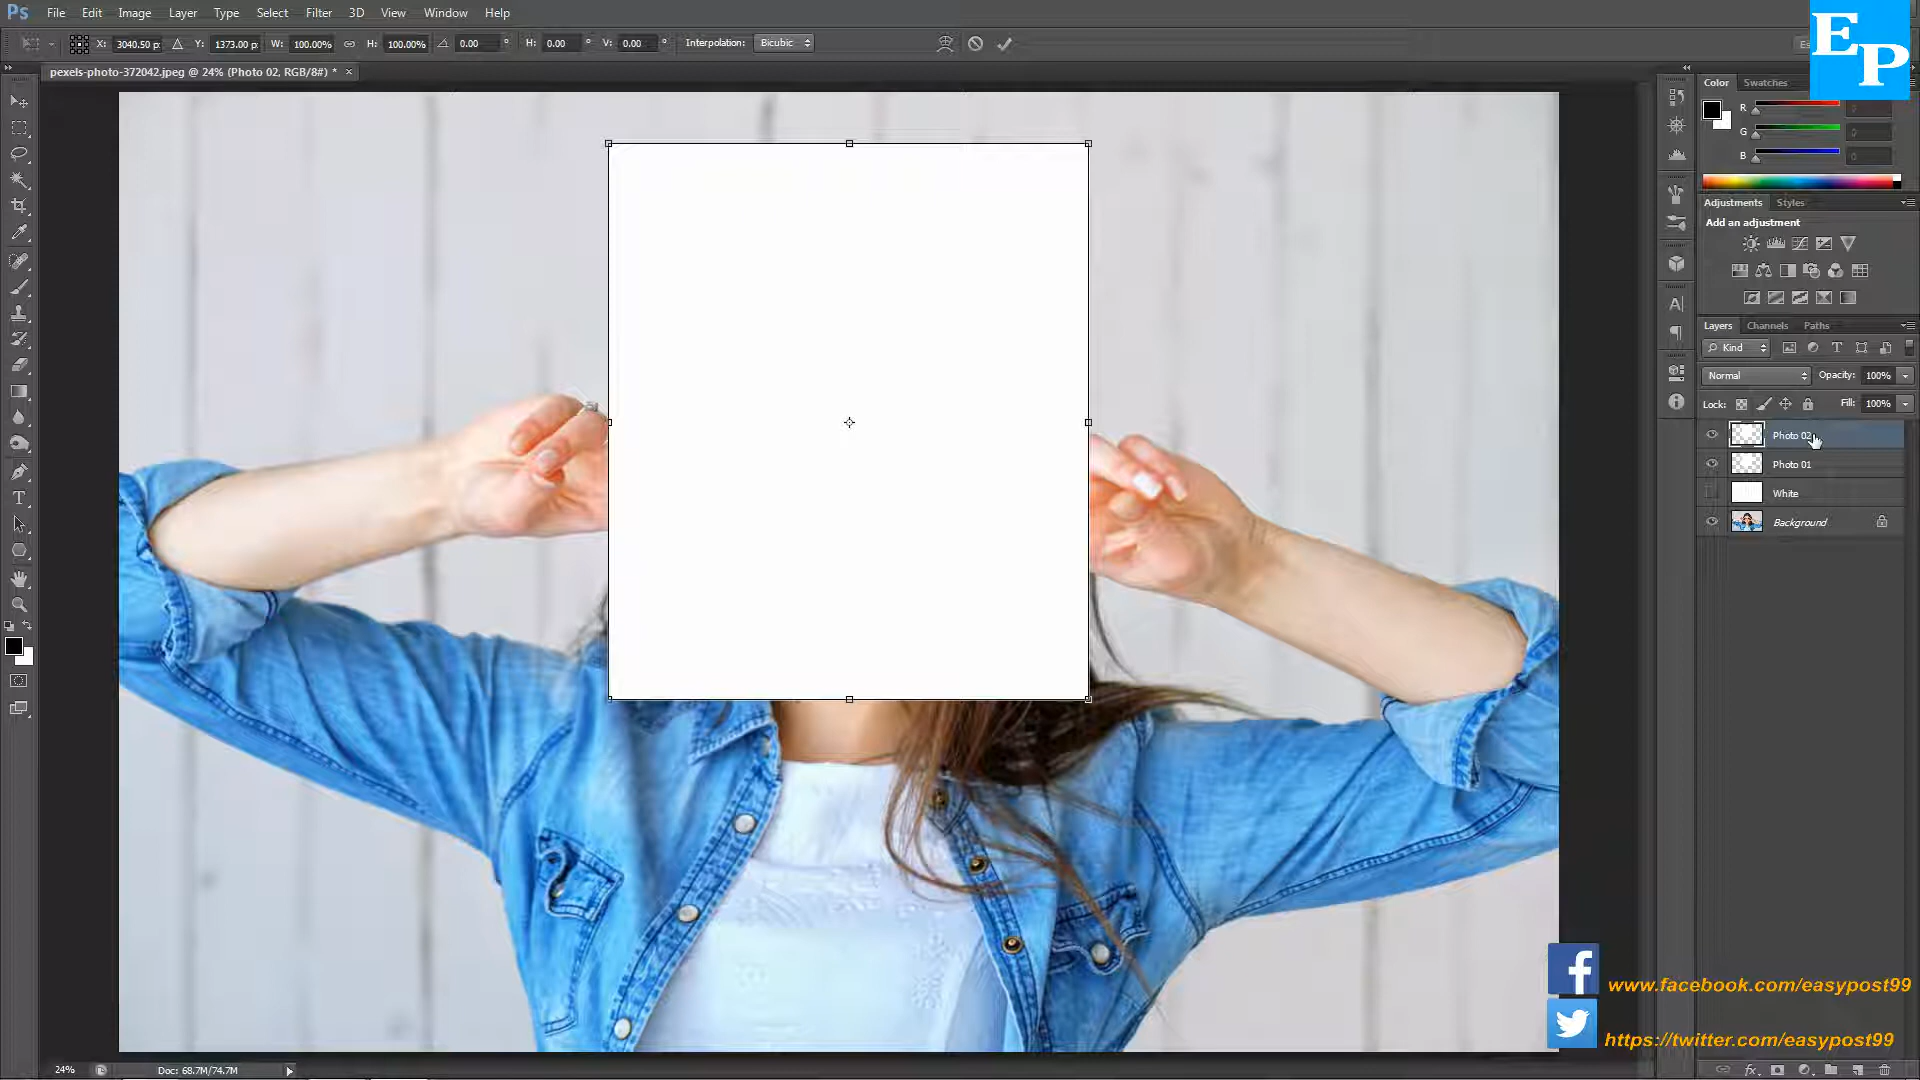 Ps File Edit Image Layer Type Select Filter 3D View Window Help
X: 3040.50 p: Y: 1373.00 p: W: 100.00% H: 100.00% 0.00 ° H: 0.00 ° V: 0.00 ° Interpolation: Bicubic
EP
pexels-photo-372042.jpeg @ 24% (Photo 02, RGB/8#) * ×
Color Swatches
R 0
G 0
B 0
Adjustments Styles
Add an adjustment
Layers Channels Paths
Kind T
Normal Opacity: 100%
Lock: Fill: 100%
Photo 02
Photo 01
White
Background
www.facebook.com/easypost99
https://twitter.com/easypost99
24% Doc: 68.7M/74.7M